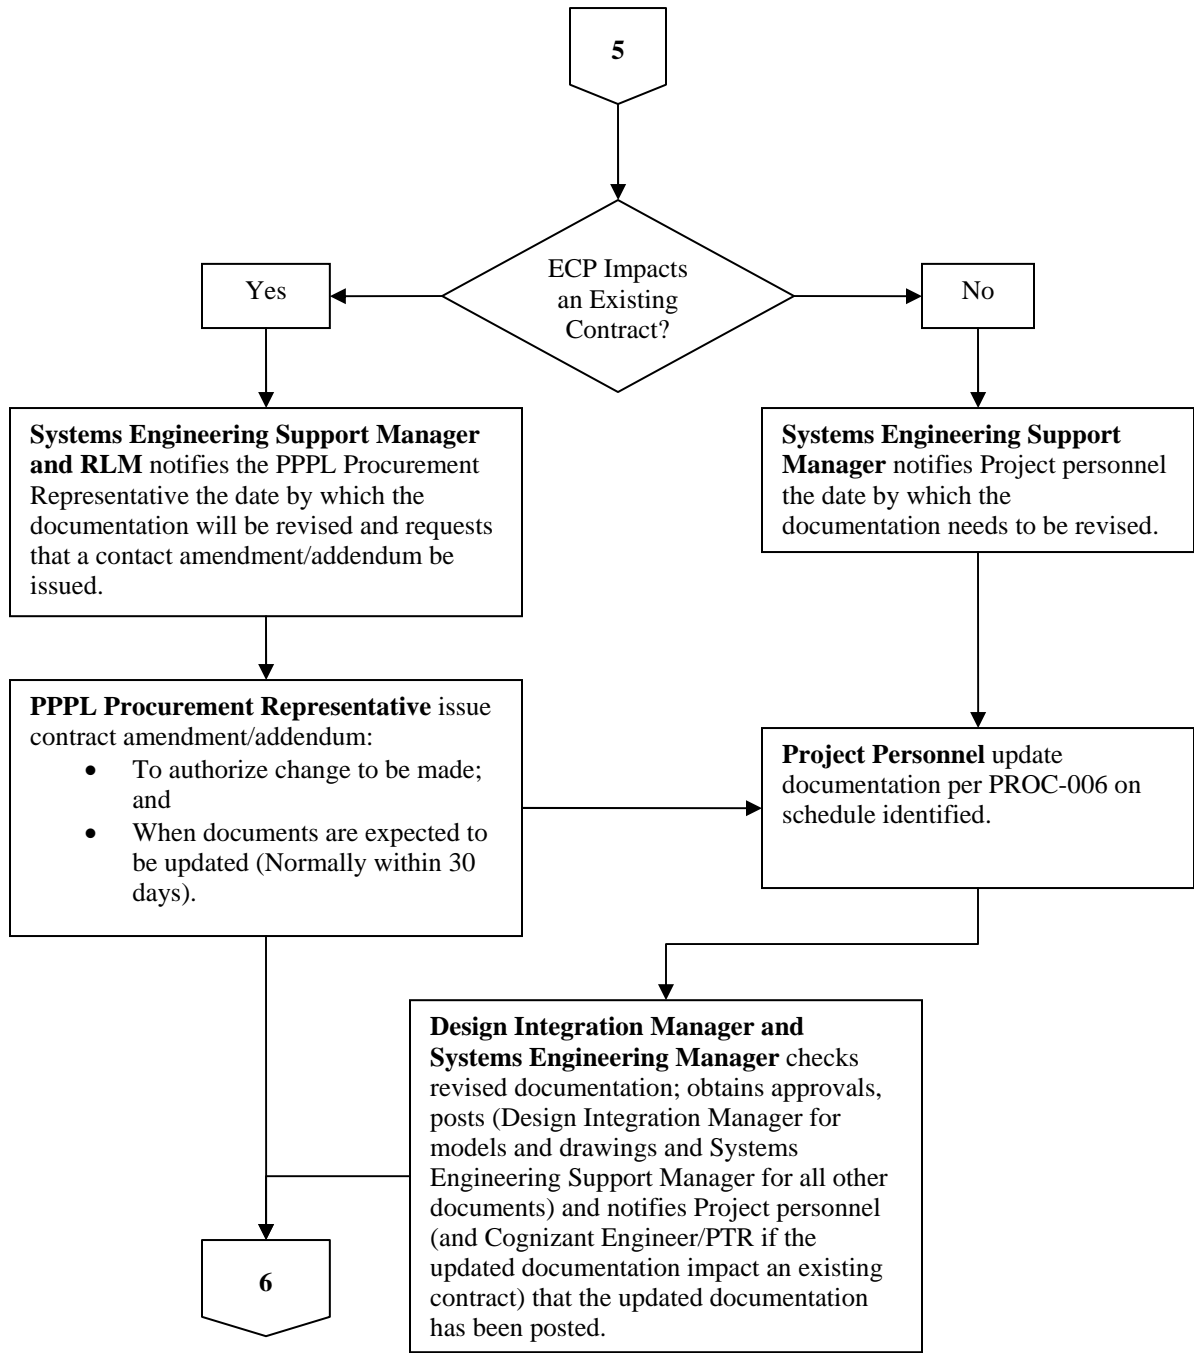 5
ECP Impacts
an Existing
Contract?
Yes
No
Systems Engineering Support Manager
and RLM notifies the PPPL Procurement
Representative the date by which the
documentation will be revised and requests
that a contact amendment/addendum be
issued.
Systems Engineering Support
Manager notifies Project personnel
the date by which the
documentation needs to be revised.
PPPL Procurement Representative issue
contract amendment/addendum:
• To authorize change to be made;
and
• When documents are expected to
be updated (Normally within 30
days).
Project Personnel update
documentation per PROC-006 on
schedule identified.
Design Integration Manager and
Systems Engineering Manager checks
revised documentation; obtains approvals,
posts (Design Integration Manager for
models and drawings and Systems
Engineering Support Manager for all other
documents) and notifies Project personnel
(and Cognizant Engineer/PTR if the
updated documentation impact an existing
contract) that the updated documentation
has been posted.
6